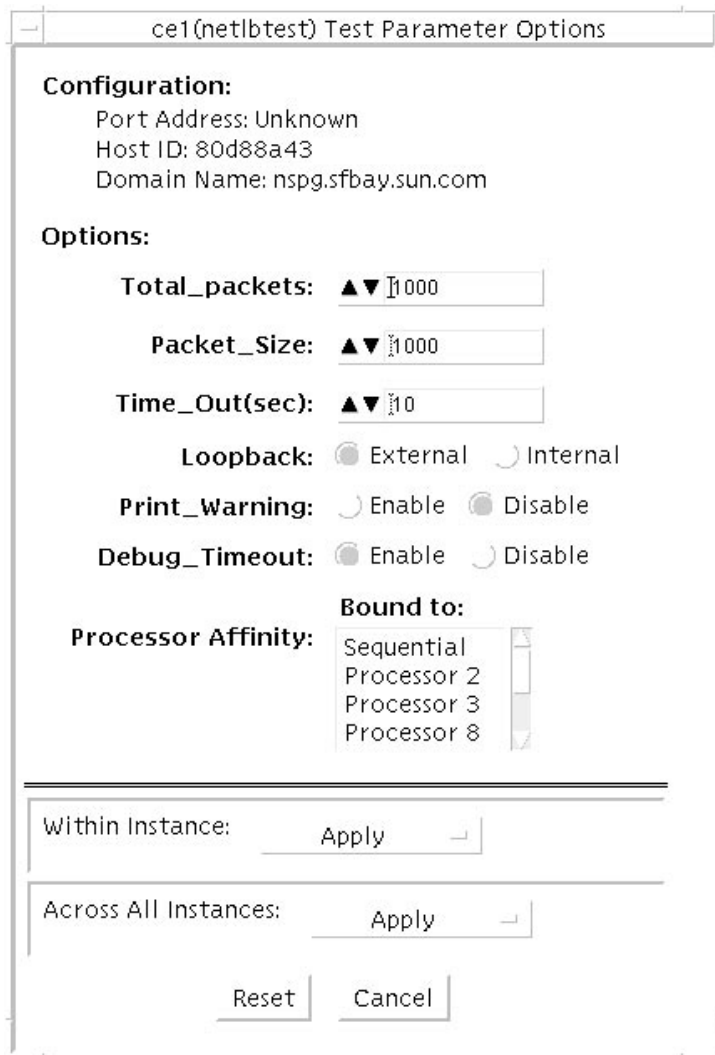 ce1(netlbtest) Test Parameter Options
Configuration:
Port Address: Unknown
Host ID: 80d88a43
Domain Name: nspg.sfbay.sun.com
Options:
Total_packets: 1000
Packet_Size: 1000
Time_Out(sec): 10
Loopback: External Internal
Print_Warning: Enable Disable
Debug_Timeout: Enable Disable
Bound to:
Processor Affinity:
Sequential
Processor 2
Processor 3
Processor 8
Within Instance: Apply
Across All Instances: Apply
Reset Cancel